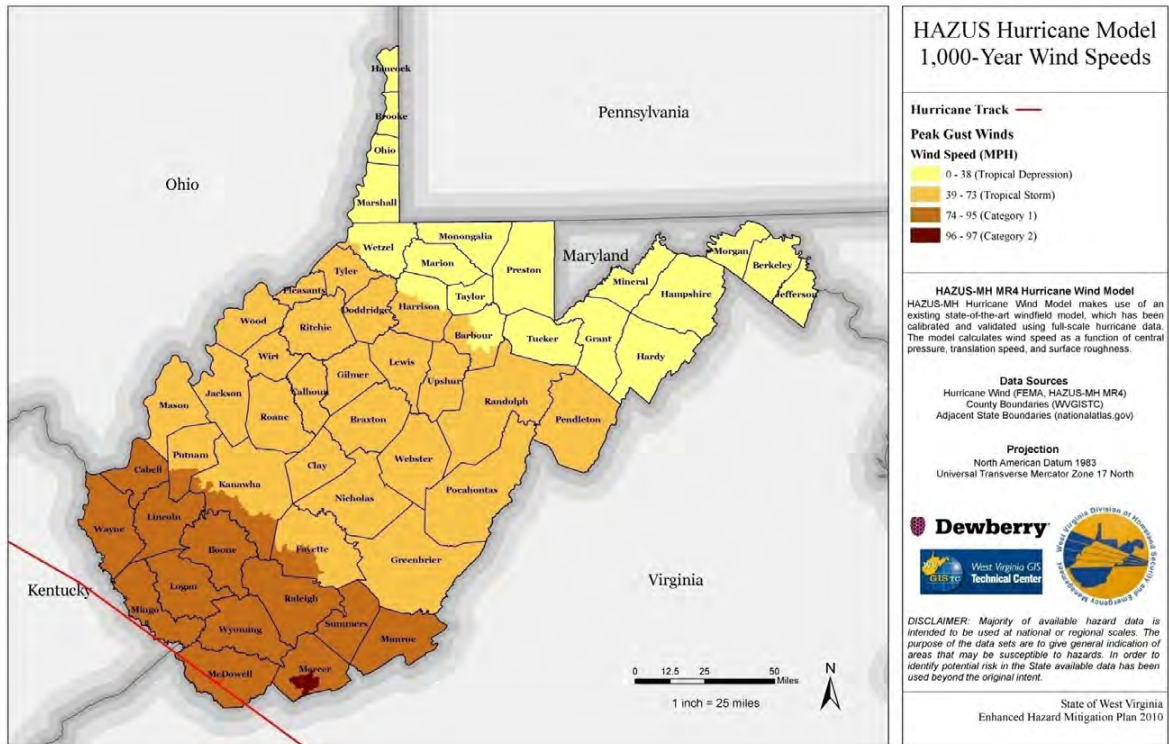 Hancock
Brooke
Ohio
Marshall
Pennsylvania
Ohio
Wetzel
Monongalia
Marion
Preston
Maryland
Morgan
Berkeley
Jefferson
Mineral
Hampshire
Tyler
Pleasants
Doddridge
Harrison
Taylor
Barbour
Tucker
Grant
Hardy
Wood
Ritchie
Wirt
Lewis
Gilmer
Upshur
Randolph
Pendleton
Jackson
Calhoun
Mason
Roane
Braxton
Putnam
Clay
Webster
Cabell
Kanawha
Nicholas
Pocahontas
Wayne
Lincoln
Boone
Fayette
Greenbrier
Kentucky
Virginia
Logan
Mingo
Raleigh
Wyoming
Summers
Monroe
McDowell
Mercer
0 12.5 25 50
Miles
1 inch = 25 miles
N
HAZUS Hurricane Model
1,000-Year Wind Speeds
Hurricane Track
Peak Gust Winds
Wind Speed (MPH)
0 - 38 (Tropical Depression)
39 - 73 (Tropical Storm)
74 - 95 (Category 1)
96 - 97 (Category 2)
HAZUS-MH MR4 Hurricane Wind Model
HAZUS-MH Hurricane Wind Model makes use of an
existing state-of-the-art windfield model, which has been
calibrated and validated using full-scale hurricane data.
The model calculates wind speed as a function of central
pressure, translation speed, and surface roughness.
Data Sources
Hurricane Wind (FEMA, HAZUS-MH MR4)
County Boundaries (WVGISTC)
Adjacent State Boundaries (nationalatlas.gov)
Projection
North American Datum 1983
Universal Transverse Mercator Zone 17 North
Dewberry
West Virginia GIS
Technical Center
GISTC
West Virginia Division of Homeland
Security and Emergency Management
DISCLAIMER: Majority of available hazard data is
intended to be used at national or regional scales. The
purpose of the data sets are to give general indication of
areas that may be susceptible to hazards. In order to
identify potential risk in the State available data has been
used beyond the original intent.
State of West Virginia
Enhanced Hazard Mitigation Plan 2010